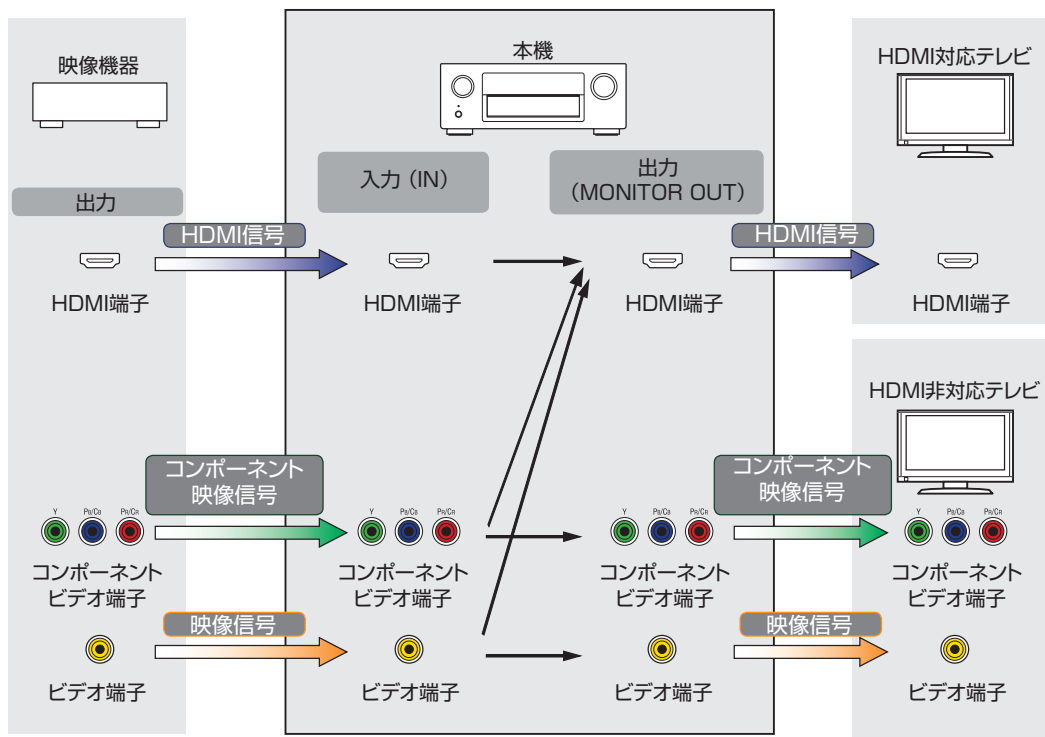 映像機器
本機
HDMI対応テレビ
出力
入力（IN）
出力
（MONITOR OUT）
HDMI信号
HDMI信号
HDMI端子
HDMI端子
HDMI端子
HDMI端子
HDMI非対応テレビ
コンポーネント
映像信号
コンポーネント
映像信号
Y PB/CB PR/CR
Y PB/CB PR/CR
Y PB/CB PR/CR
Y PB/CB PR/CR
コンポーネント
ビデオ端子
コンポーネント
ビデオ端子
コンポーネント
ビデオ端子
コンポーネント
ビデオ端子
映像信号
映像信号
ビデオ端子
ビデオ端子
ビデオ端子
ビデオ端子